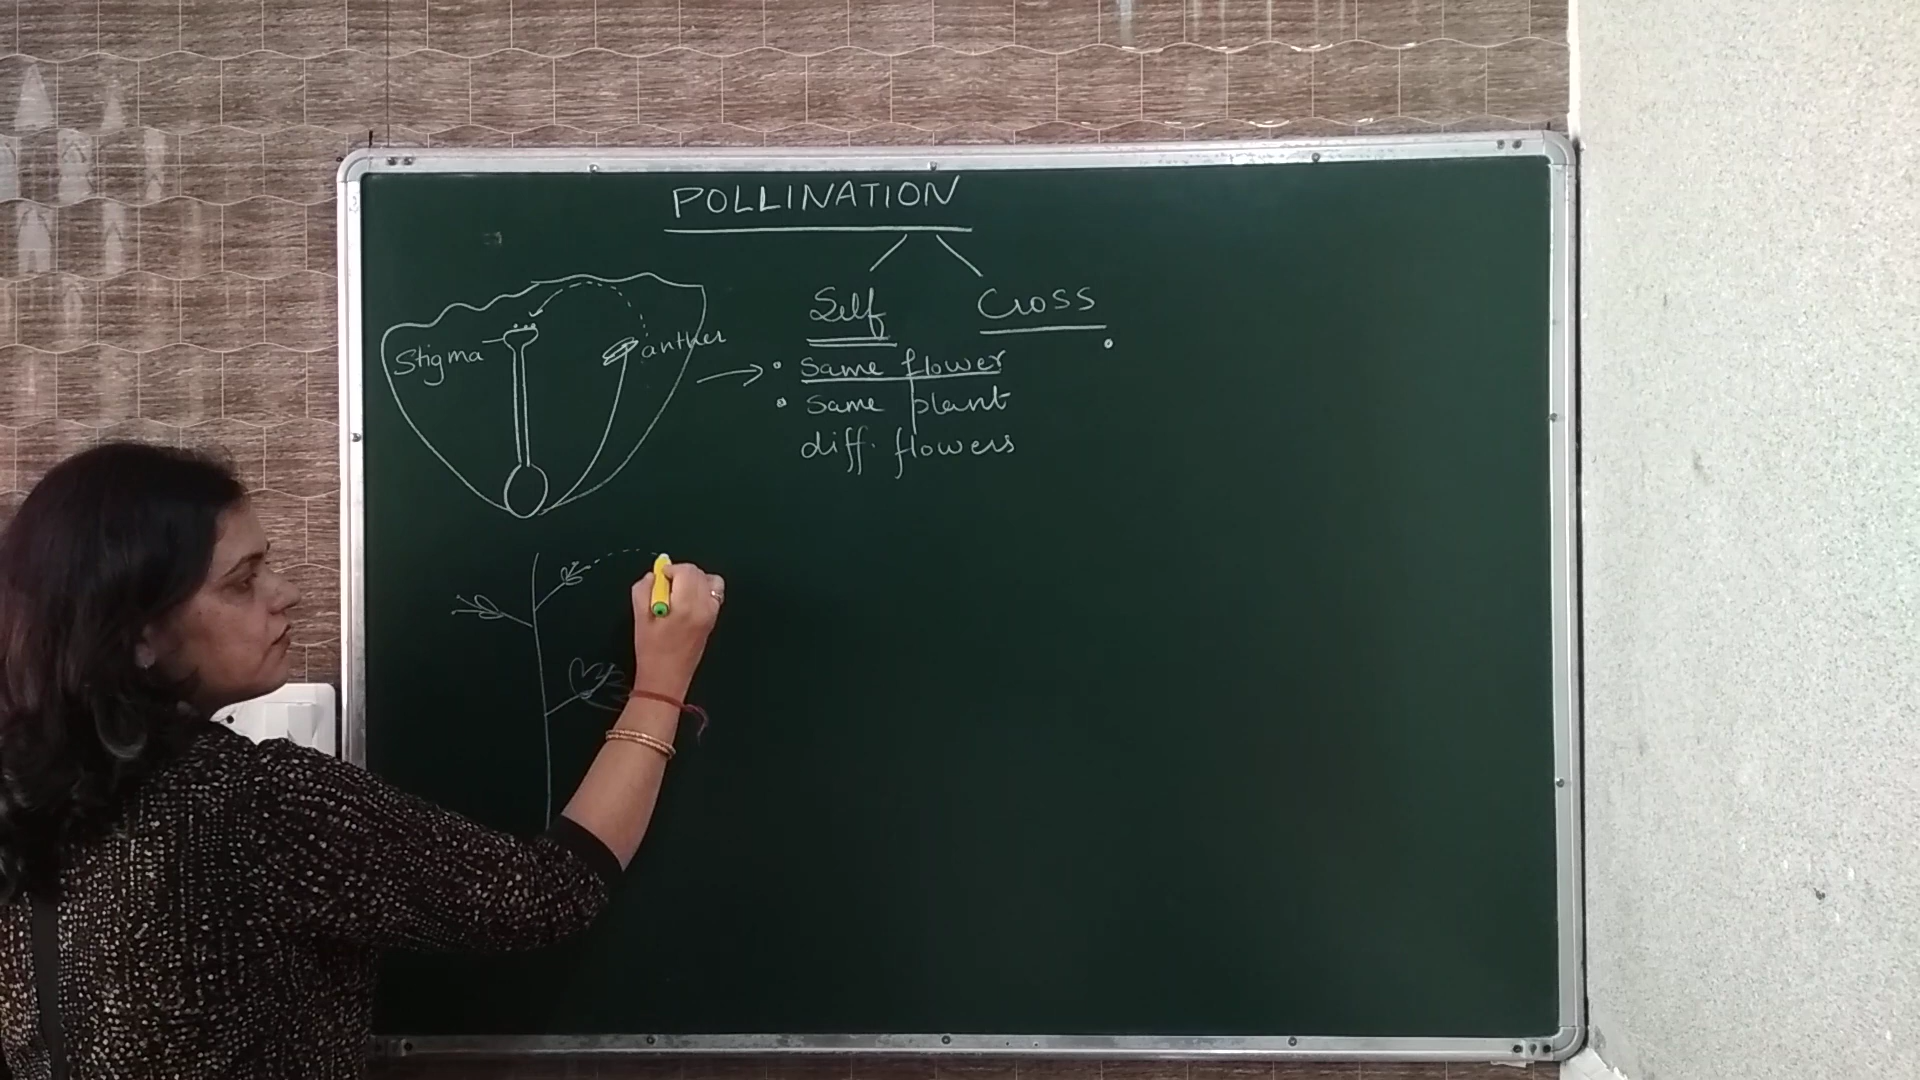 POLLINATION
Self Cross
Stigma anther
• Same flower
• Same plant
diff. flowers